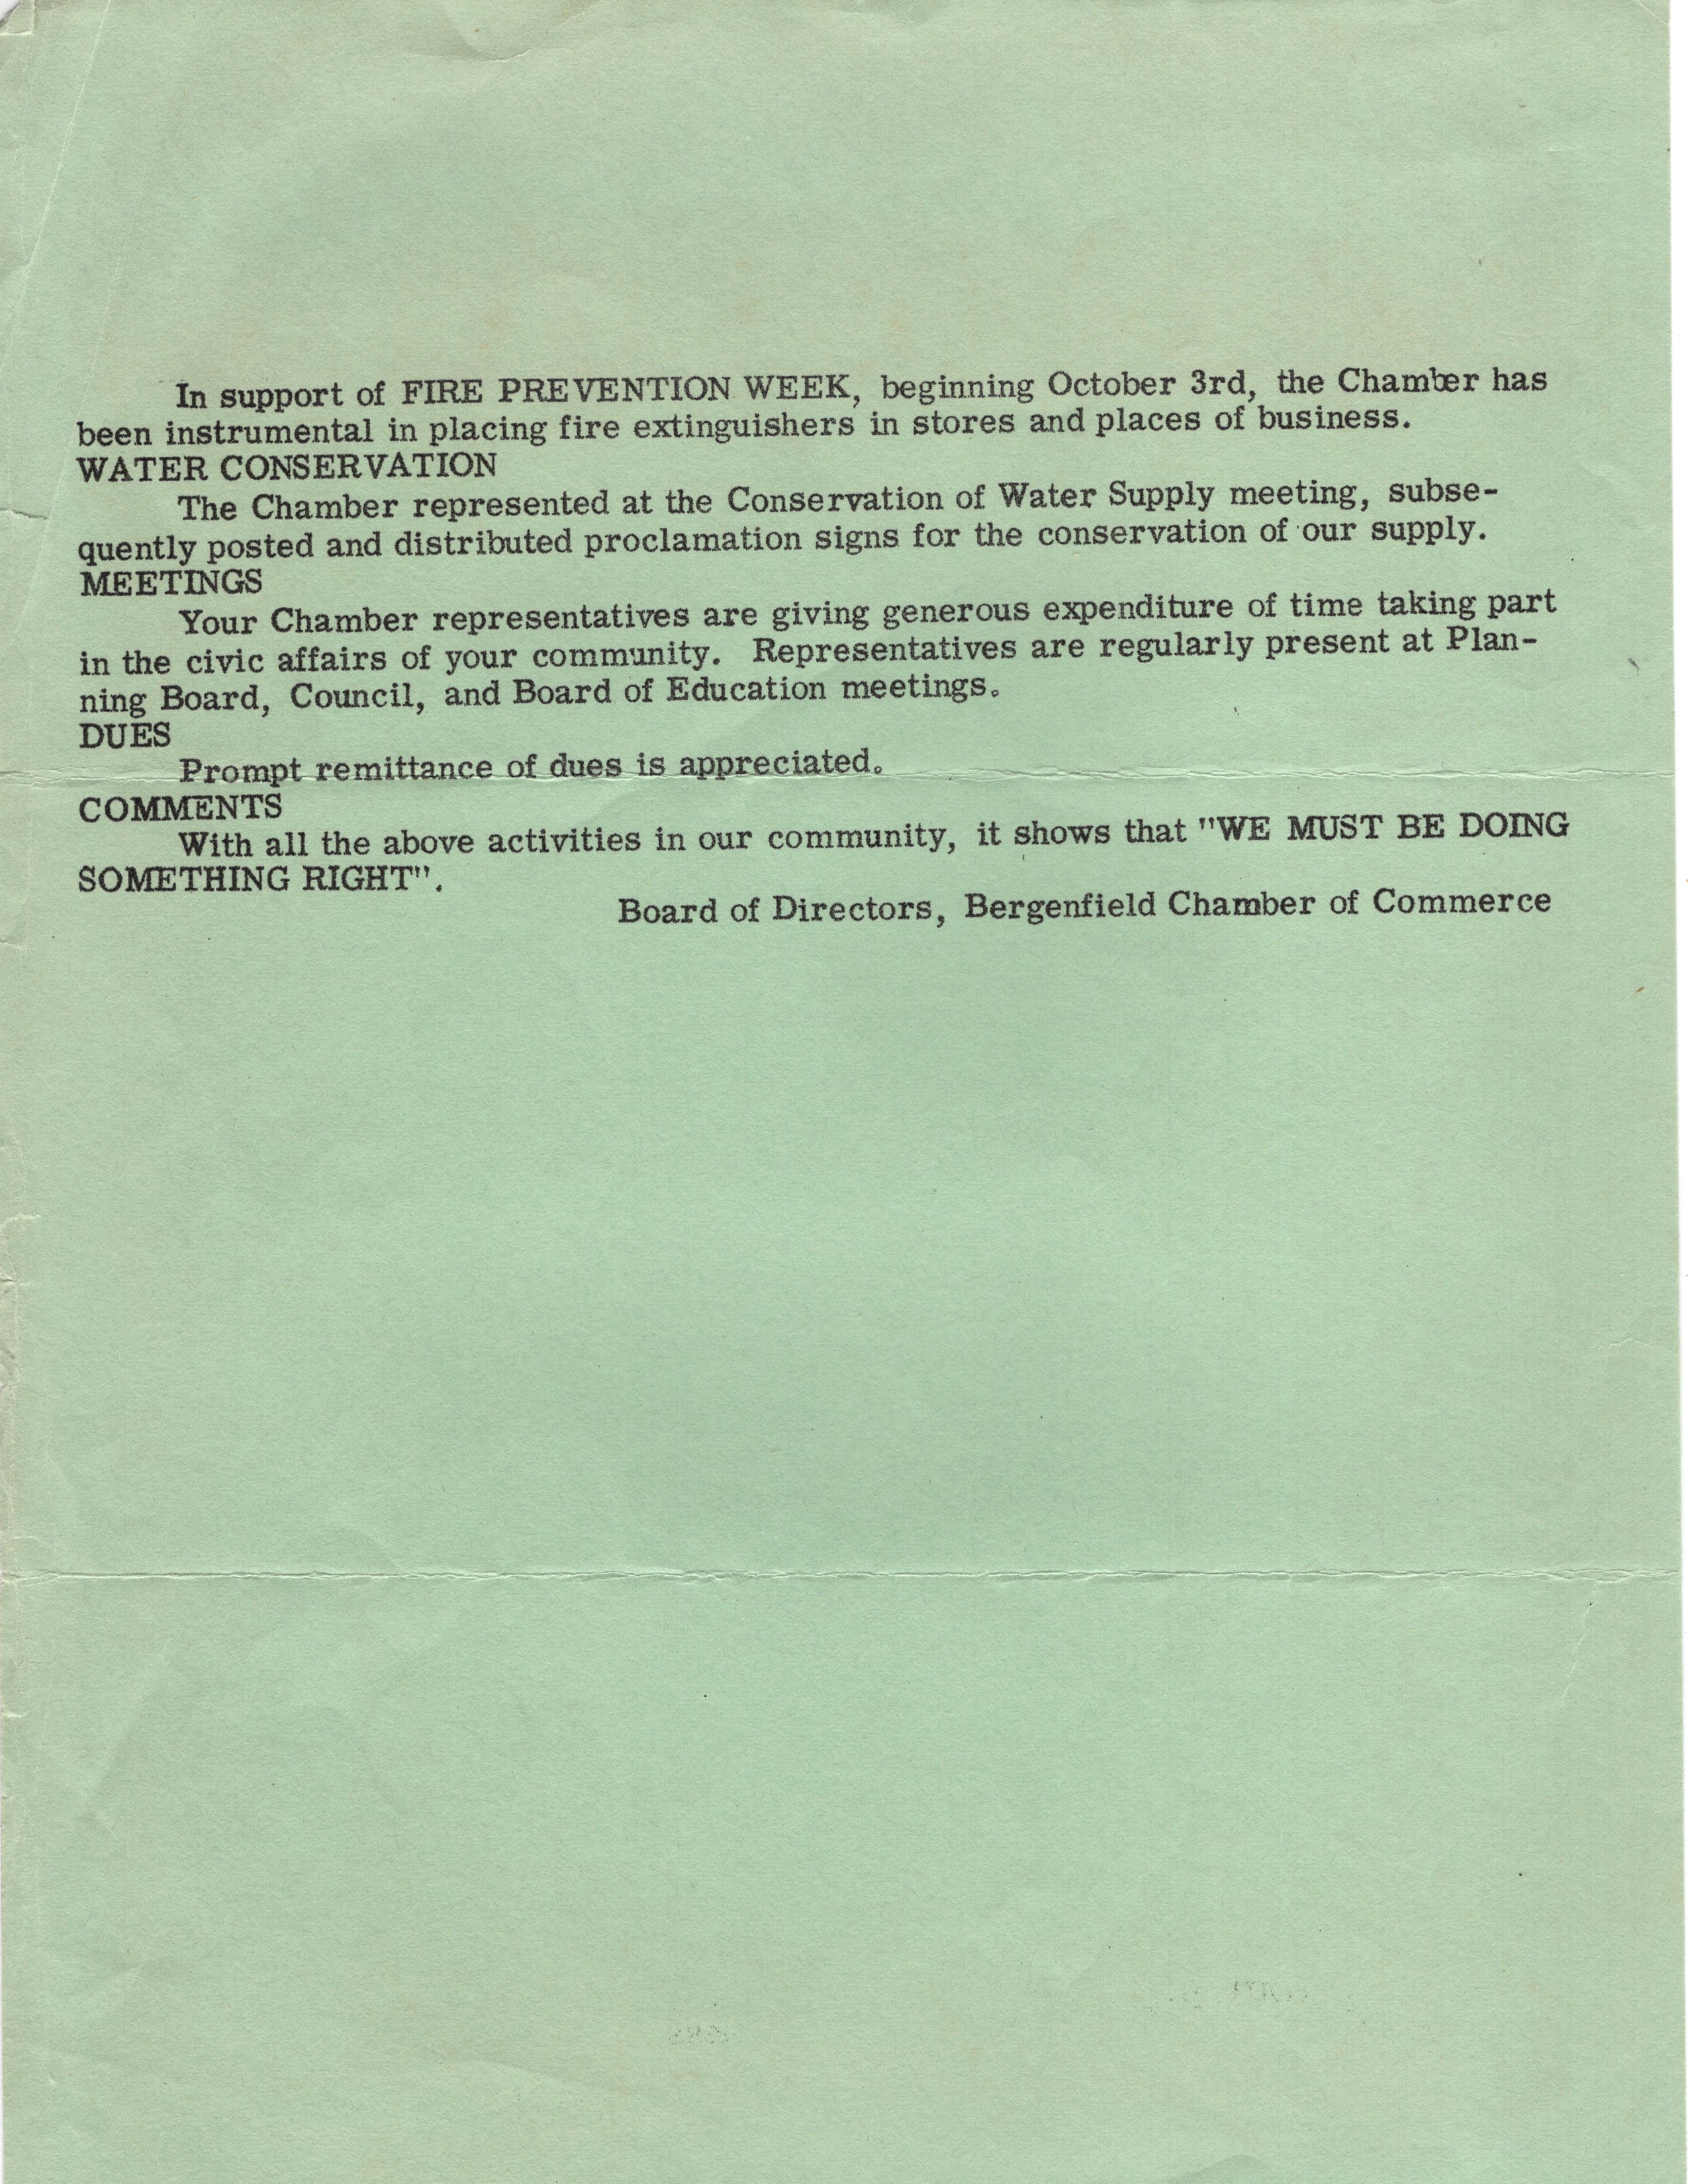 In support of FIRE PREVENTION WEEK, beginning October 3rd, the Chamber has
been instrumental in placing fire extinguishers in stores and places of business.
WATER CONSERVATION
The Chamber represented at the Conservation of Water Supply meeting, subse-
quently posted and distributed proclamation signs for the conservation of our supply.
MEETINGS
Your Chamber representatives are giving generous expenditure of time taking part
in the civic affairs of your community. Representatives are regularly present at Plan-
ning Board, Council, and Board of Education meetings.
DUES
Prompt remittance of dues is appreciated.
COMMENTS
With all the above activities in our community, it shows that "WE MUST BE DOING
SOMETHING RIGHT".
Board of Directors, Bergenfield Chamber of Commerce